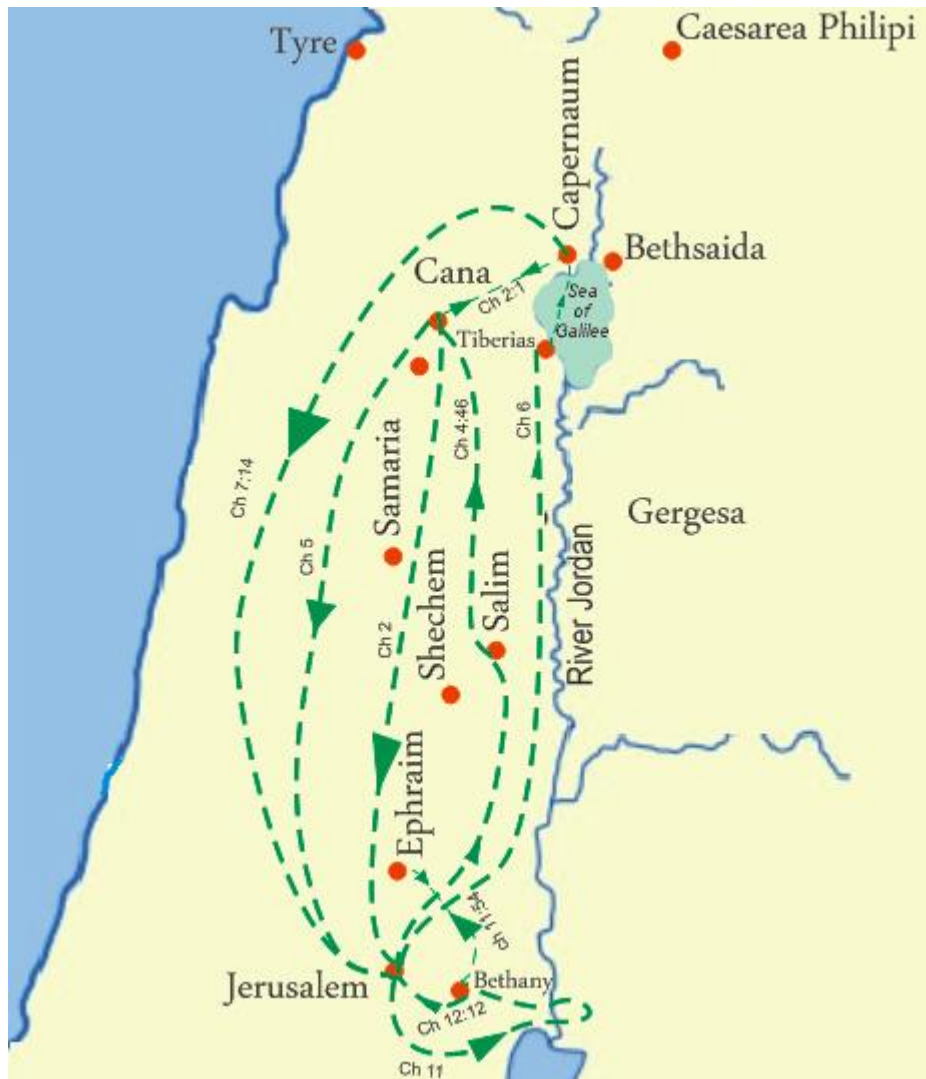 Tyre
Caesarea Philipi
Capernaum
Bethsaida
Cana
Ch 2:1
Sea
of
Galilee
Tiberias
Ch 4:46
Ch 6
Ch 7:14
Samaria
Ch 5
Gergesa
Shechem
Salim
Ch 2
River Jordan
Ephraim
Ch 11:54
Jerusalem
Bethany
Ch 12:12
Ch 11